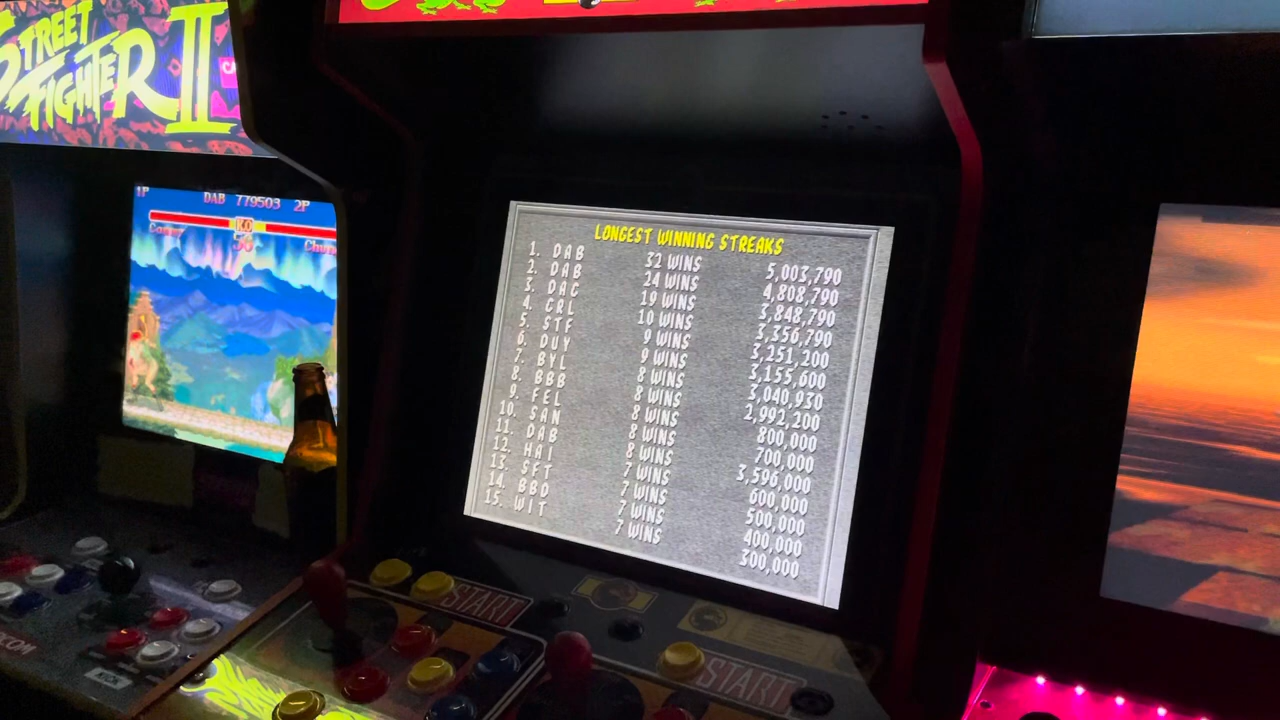 STREET
FIGHTER II
1P DAB 779503 2P
KO
LONGEST WINNING STREAKS
1. DAB 32 WINS 5,003,790
2. DAB 24 WINS 4,808,790
3. DAC 19 WINS 3,848,790
4. GRL 10 WINS 3,356,790
5. STF 9 WINS 3,251,200
6. DUY 9 WINS 3,155,600
7. BYL 8 WINS 3,040,930
8. BBB 8 WINS 2,992,200
9. FEL 8 WINS 800,000
10. SAN 8 WINS 700,000
11. DAB 8 WINS 3,596,000
12. HAI 7 WINS 600,000
13. SFT 7 WINS 500,000
14. BBD 7 WINS 400,000
15. WIT 7 WINS 300,000
START
START